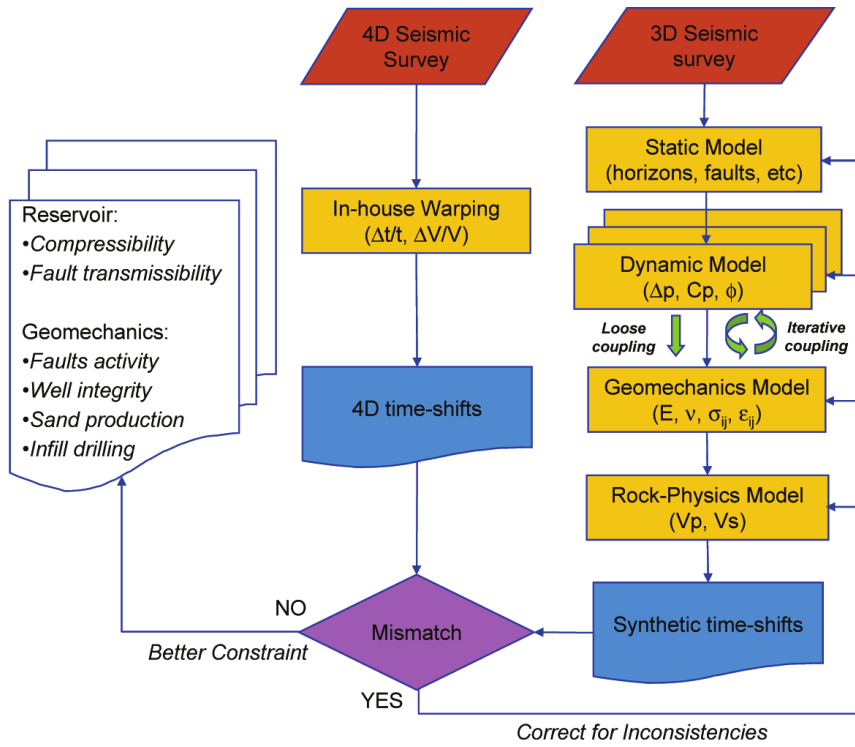 4D Seismic
Survey
3D Seismic
survey
Static Model
(horizons, faults, etc)
In-house Warping
(Δt/t, ΔV/V)
Reservoir:
•Compressibility
•Fault transmissibility
Geomechanics:
•Faults activity
•Well integrity
•Sand production
•Infill drilling
Dynamic Model
(Δp, Cp, ϕ)
Loose
coupling
Iterative
coupling
4D time-shifts
Geomechanics Model
(E, ν, σij, εij)
Rock-Physics Model
(Vp, Vs)
Synthetic time-shifts
Mismatch
NO
Better Constraint
YES
Correct for Inconsistencies